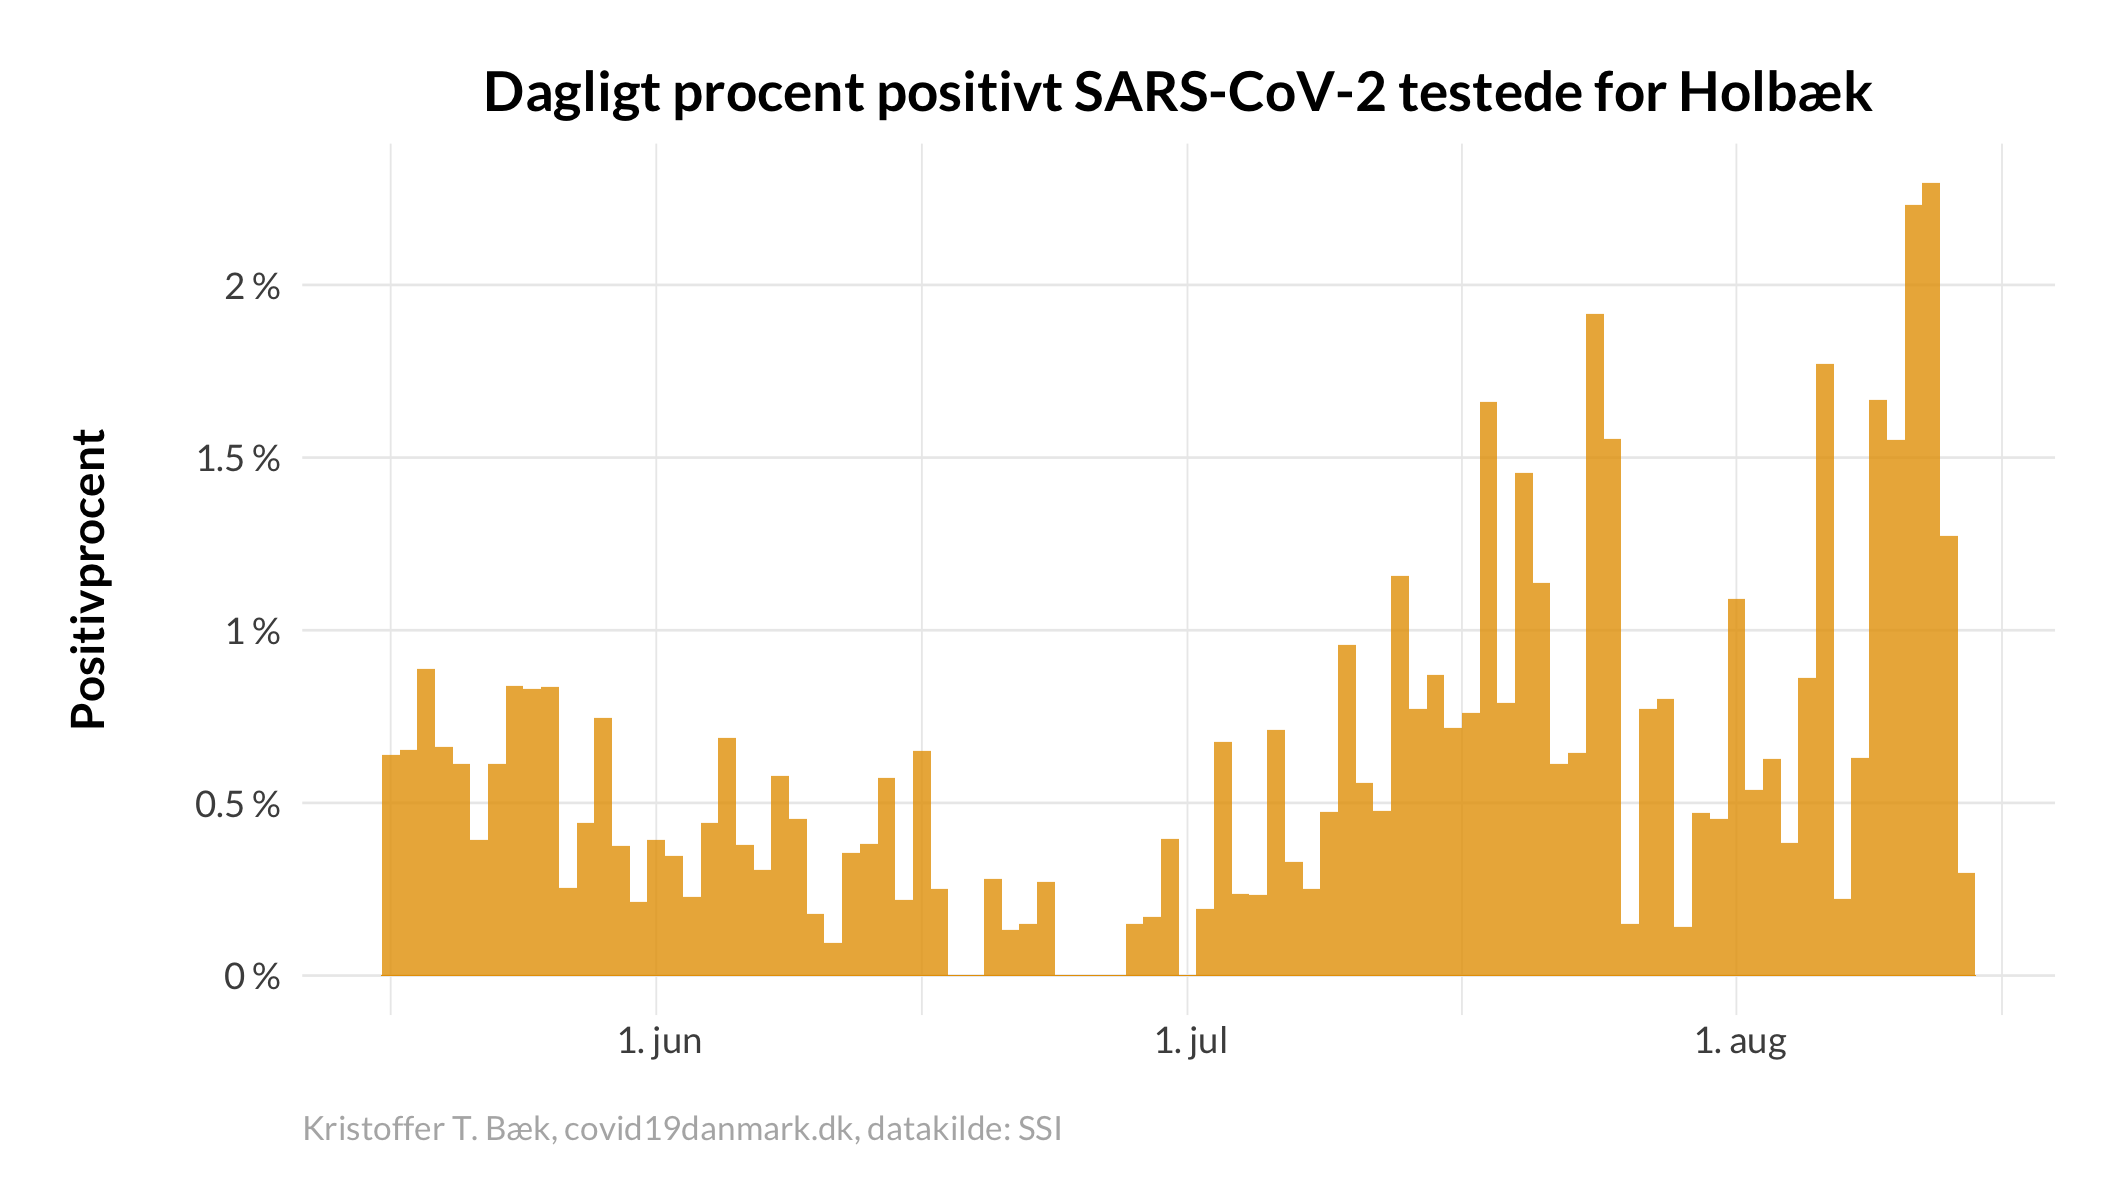 Dagligt procent positivt SARS-CoV-2 testede for Holbæk
Positivprocent
2 %
1.5 %
1 %
0.5 %
0 %
1. jun
1. jul
1. aug
Kristoffer T. Bæk, covid19danmark.dk, datakilde: SSI